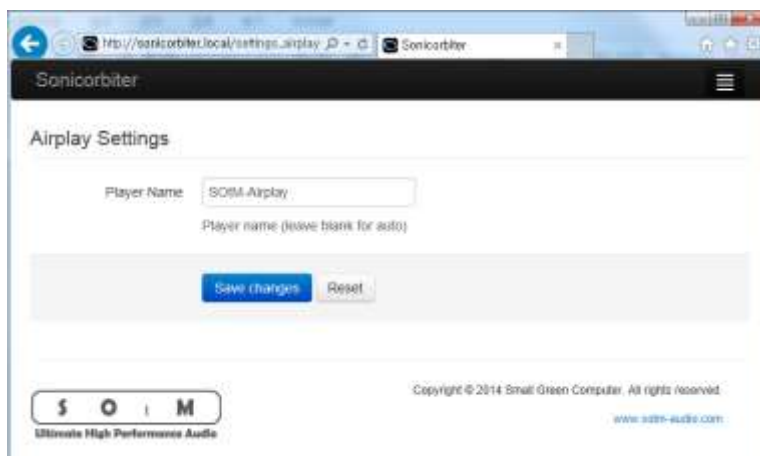 http://sonicorbiter.local/settings_airplay
Sonicorbiter
Sonicorbiter
Airplay Settings
Player Name
SOtM-Airplay
Player name (leave blank for auto)
Save changes
Reset
Copyright © 2014 Small Green Computer. All rights reserved.
www.sotm-audio.com
SOtM
Ultimate High Performance Audio